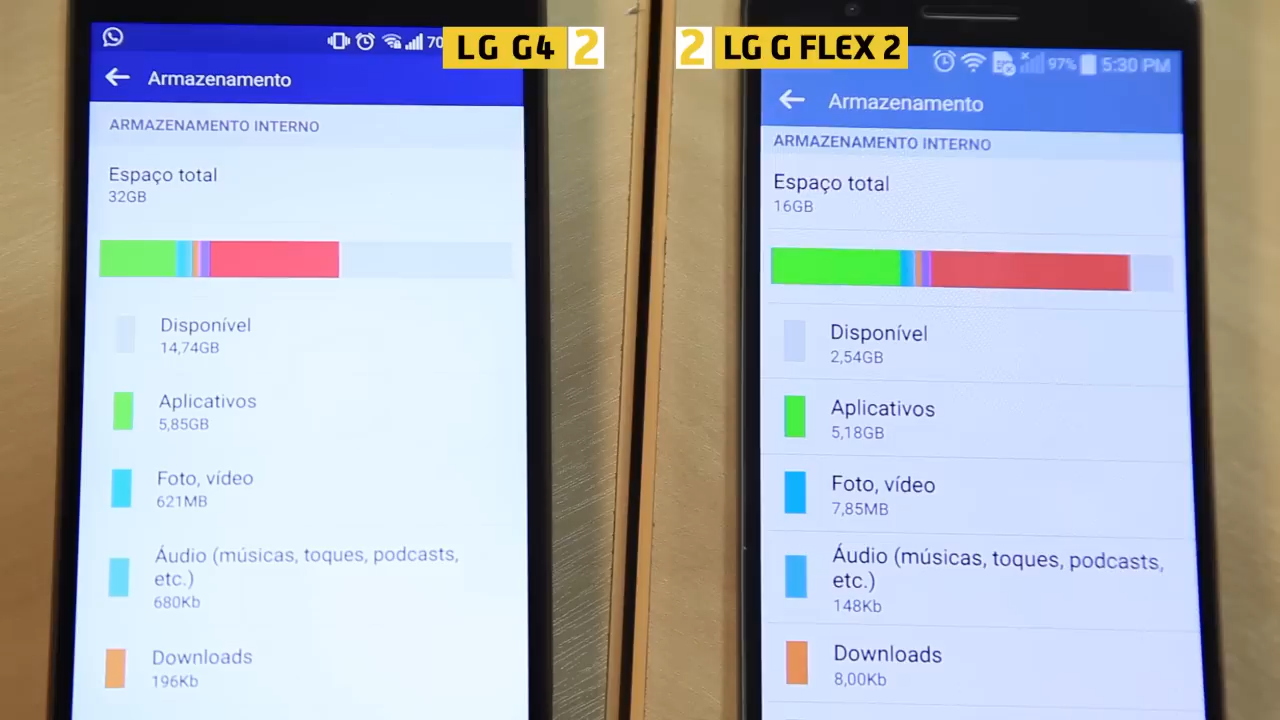 LG G4 2
2 LG G FLEX 2
70
Armazenamento
ARMAZENAMENTO INTERNO
Espaço total
32GB
Disponível
14,74GB
Aplicativos
5,85GB
Foto, vídeo
621MB
Áudio (músicas, toques, podcasts,
etc.)
680Kb
Downloads
196Kb
97% 5:30 PM
Armazenamento
ARMAZENAMENTO INTERNO
Espaço total
16GB
Disponível
2,54GB
Aplicativos
5,18GB
Foto, vídeo
7,85MB
Áudio (músicas, toques, podcasts,
etc.)
148Kb
Downloads
8,00Kb